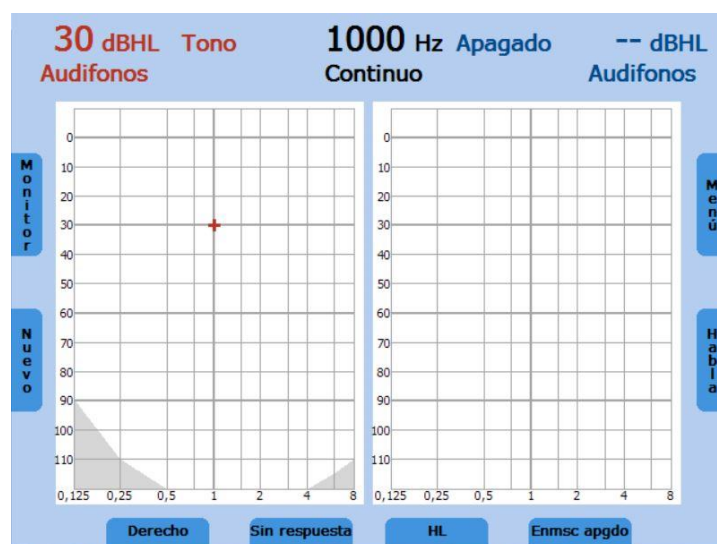 30 dBHL Tono 1000 Hz Apagado -- dBHL
Audifonos Continuo Audifonos
0 0
10 10
20 20
30 30
40 40
50 50
60 60
70 70
80 80
90 90
100 100
110 110
0,125 0,25 0,5 1 2 4 8 0,125 0,25 0,5 1 2 4 8
Monitor
Nuevo
Menú
Habla
Derecho Sin respuesta HL Enmsc apgdo